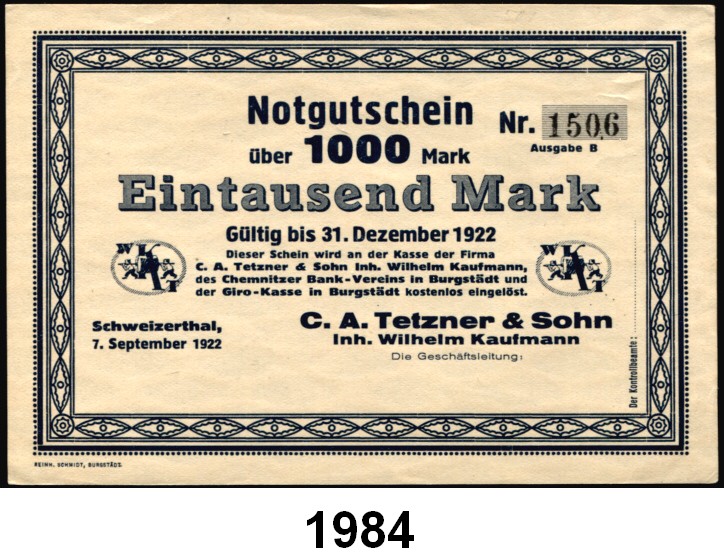 Notgutschein
Nr. 1506
über 1000 Mark
Ausgabe B
Eintausend Mark
Gültig bis 31. Dezember 1922
Dieser Schein wird an der Kasse der Firma
C. A. Tetzner & Sohn Inh. Wilhelm Kaufmann,
des Chemnitzer Bank-Vereins in Burgstädt und
der Giro-Kasse in Burgstädt kostenlos eingelöst.
Schweizerthal,
7. September 1922
C. A. Tetzner & Sohn
Inh. Wilhelm Kaufmann
Die Geschäftsleitung:
Der Kontrollbeamte:
REINH. SCHMIDT, BURGSTÄDT.
1984